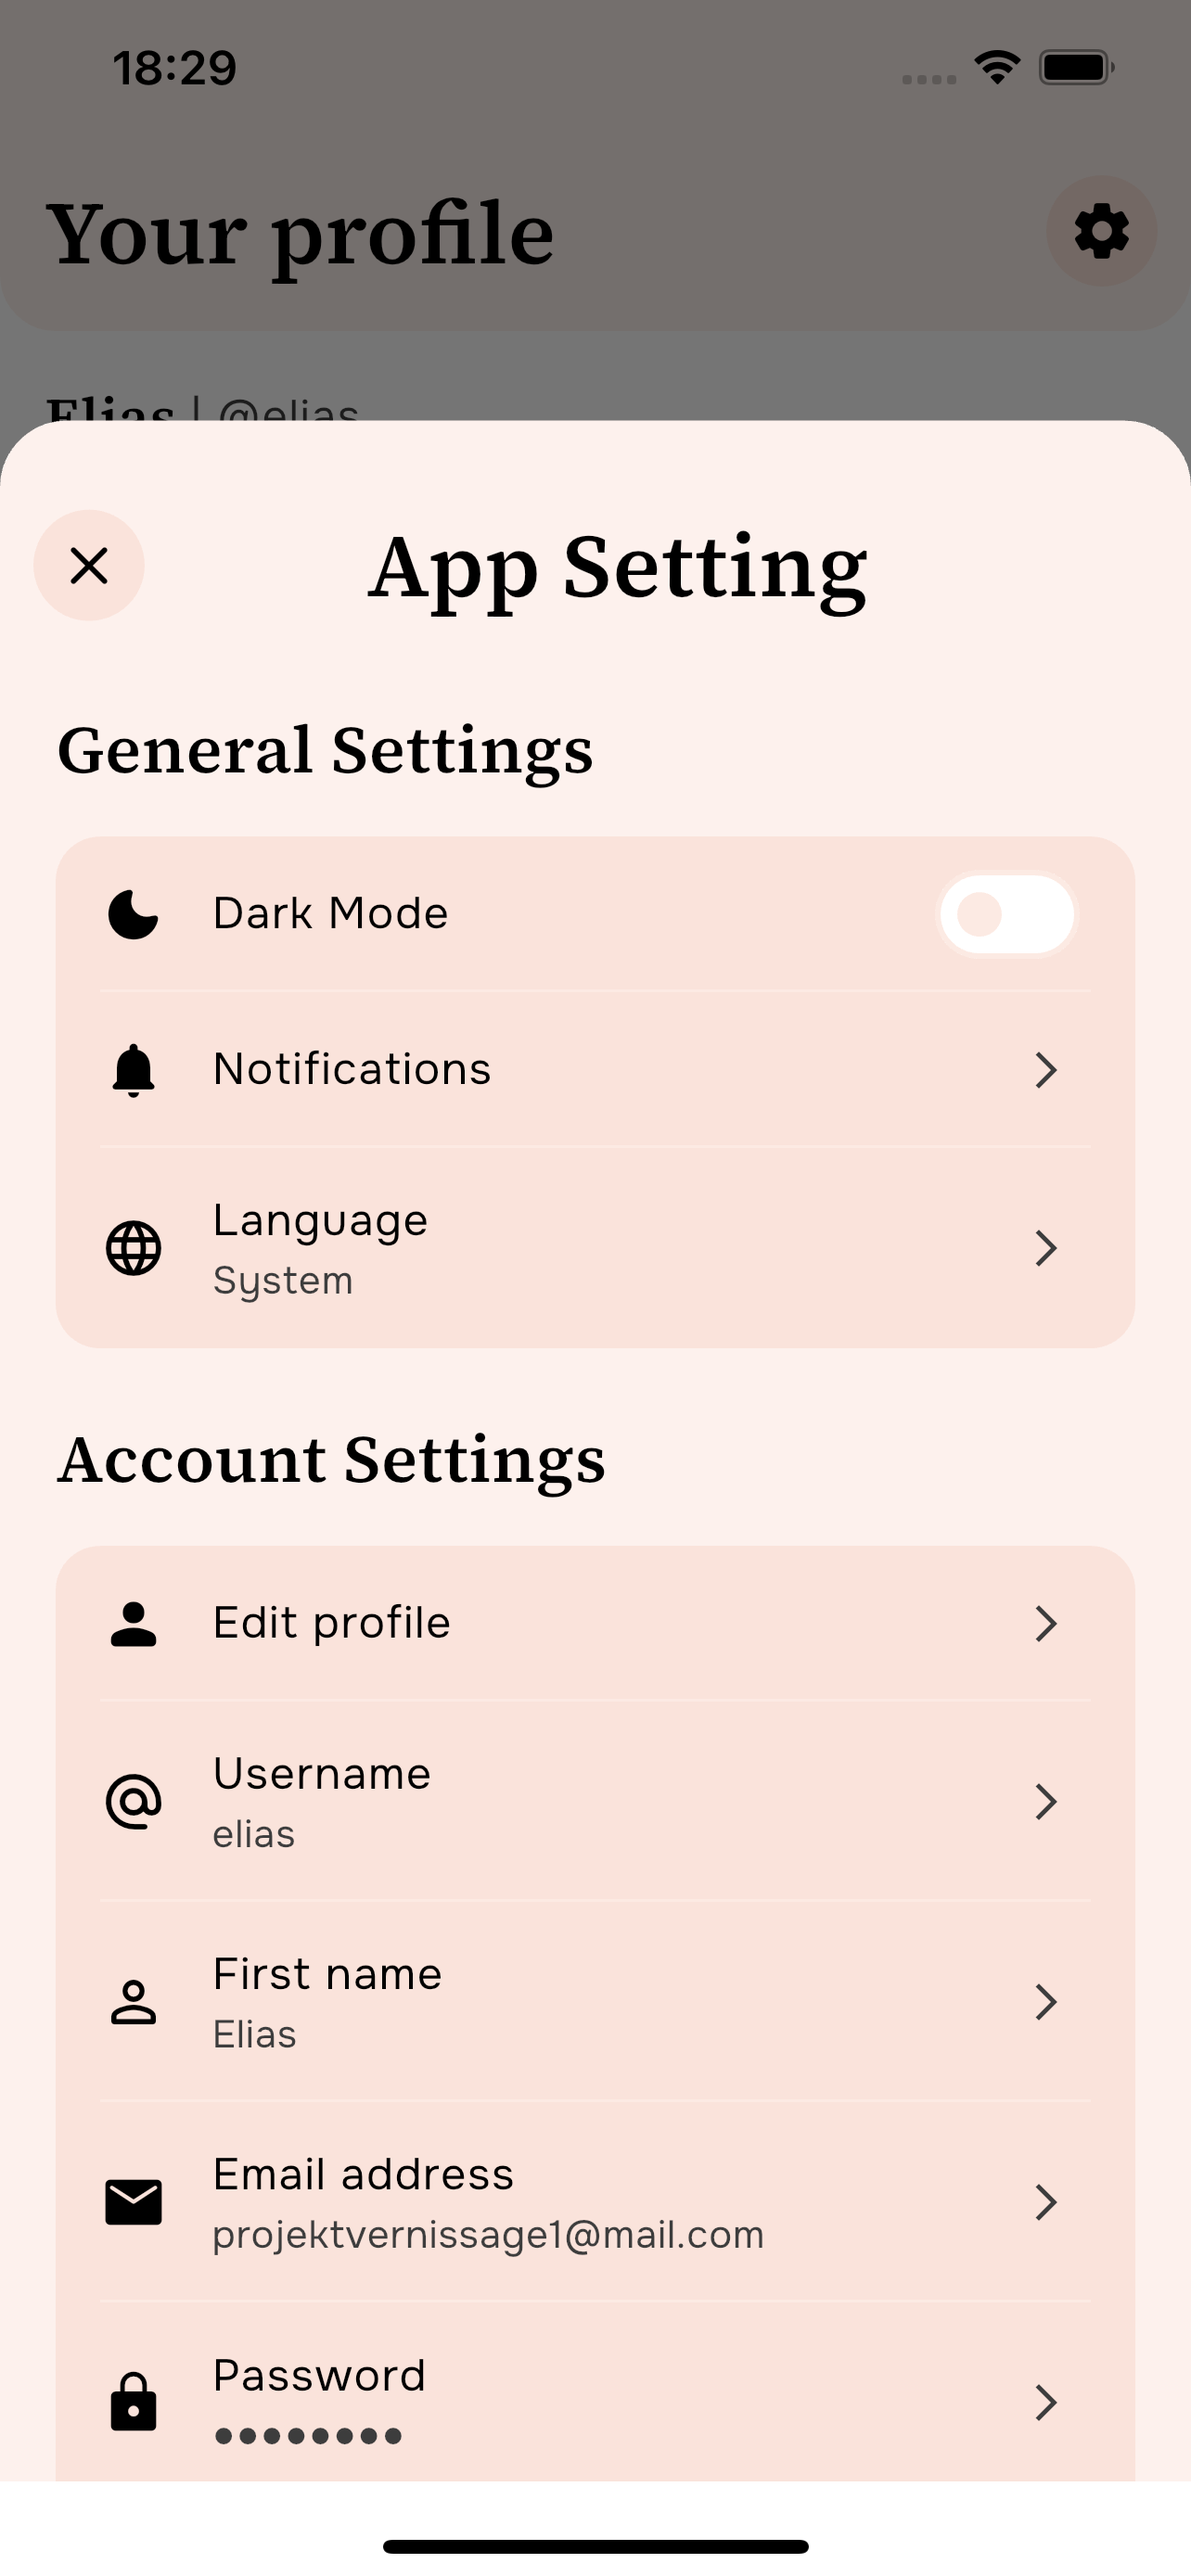 18:29
Your profile
Elias | @elias
App Setting
General Settings
Dark Mode
Notifications
Language
System
Account Settings
Edit profile
Username
elias
First name
Elias
Email address
projektvernissage1@mail.com
Password
••••••••